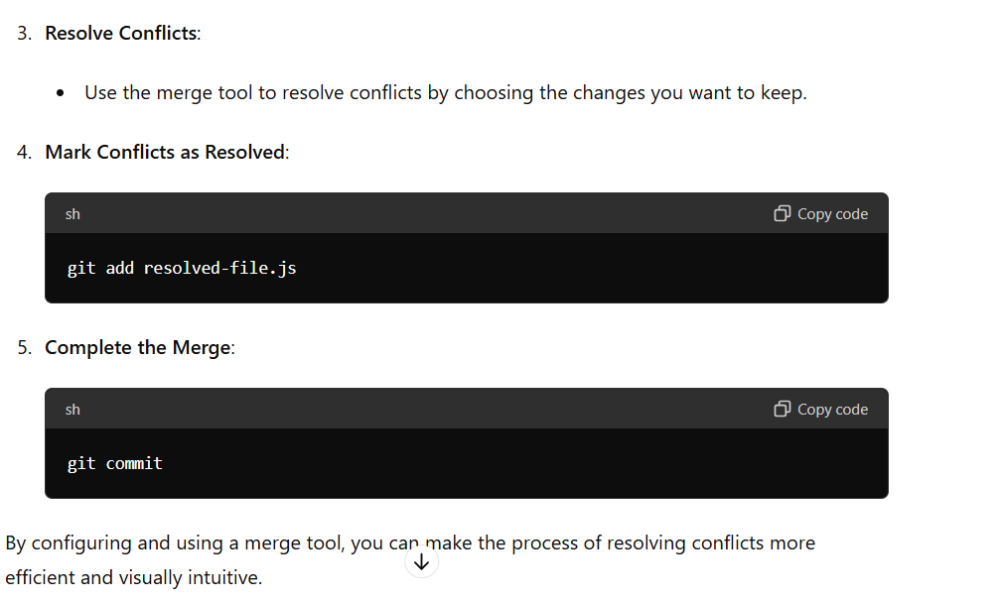 3. Resolve Conflicts:
• Use the merge tool to resolve conflicts by choosing the changes you want to keep.
4. Mark Conflicts as Resolved:
sh Copy code
git add resolved-file.js
5. Complete the Merge:
sh Copy code
git commit
By configuring and using a merge tool, you can make the process of resolving conflicts more
efficient and visually intuitive.